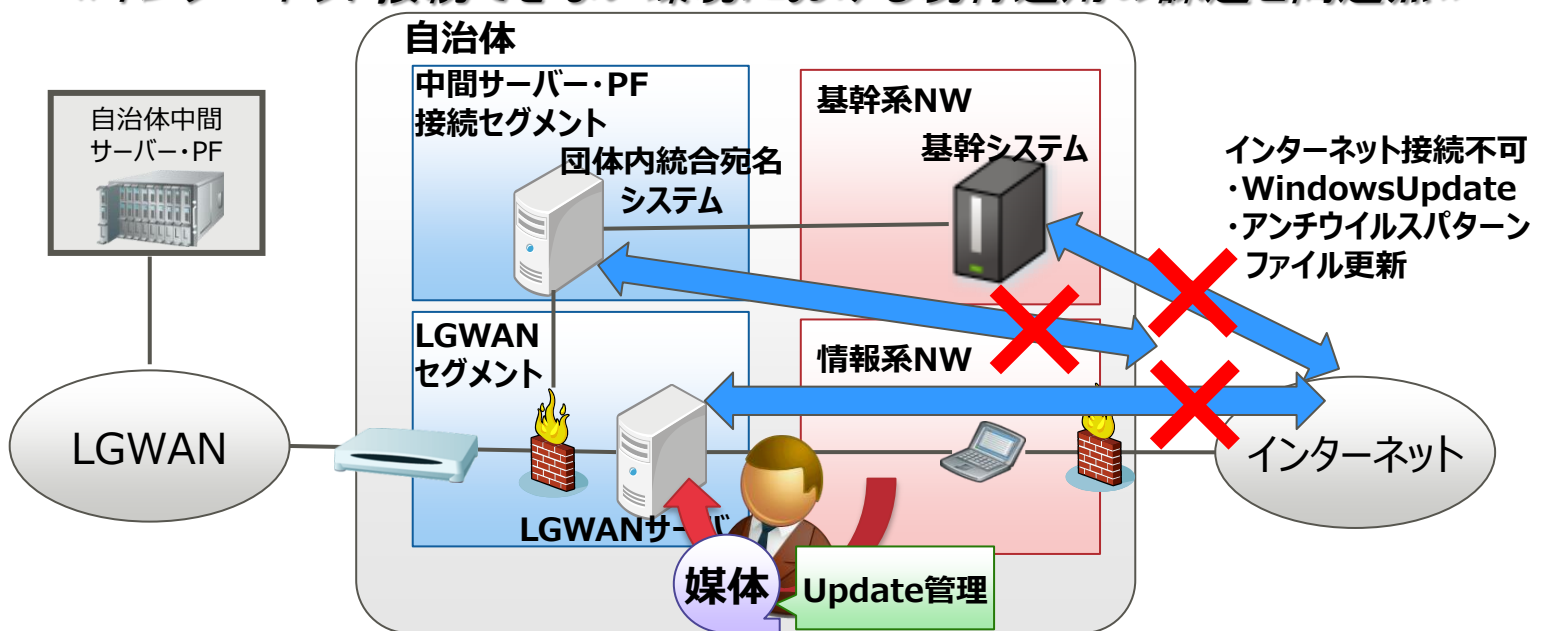 自治体
中間サーバー・PF
接続セグメント
基幹系NW
自治体中間
サーバー・PF
団体内統合宛名
システム
基幹システム
インターネット接続不可
・WindowsUpdate
・アンチウイルスパターン
ファイル更新
LGWAN
セグメント
情報系NW
LGWAN
インターネット
LGWANサーバ
媒体
Update管理